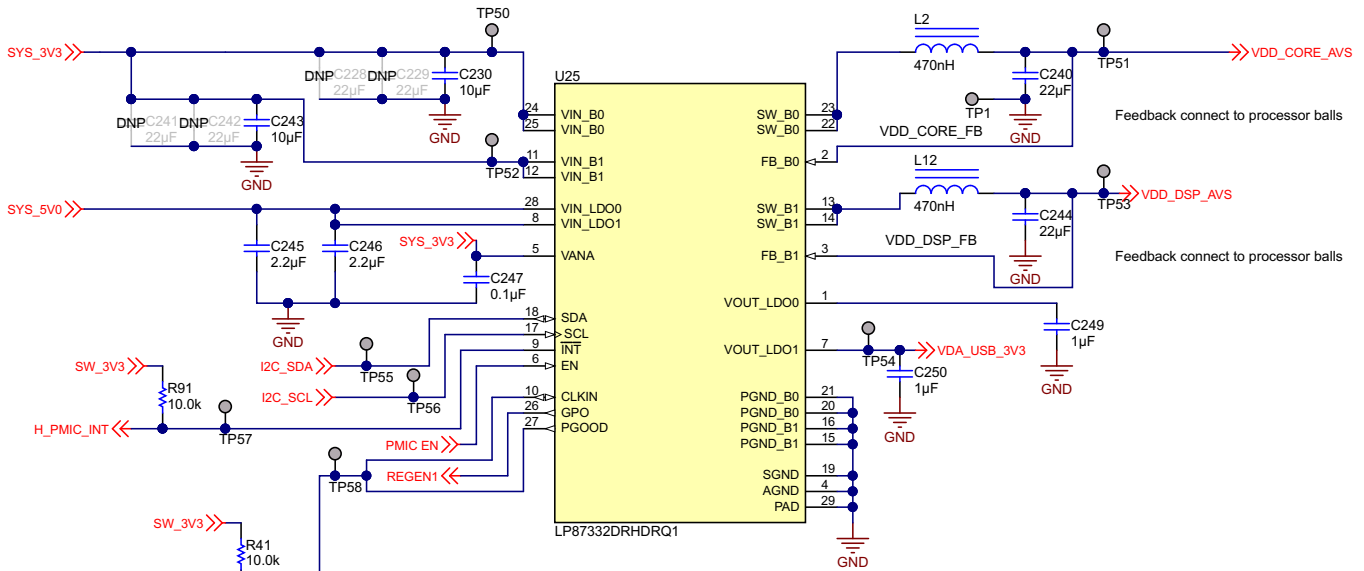 TP50
L2
SYS_3V3
VDD_CORE_AVS
DNP C228 DNP C229 C230
22µF 22µF 10µF
470nH
C240
22µF
TP51
U25
TP1
GND
DNP C241 DNP C242 C243
22µF 22µF 10µF
GND
24 VIN_B0 SW_B0 23
25 VIN_B0 SW_B0 22
GND
Feedback connect to processor balls
VDD_CORE_FB
11 VIN_B1 FB_B0 2
12 VIN_B1
TP52
GND
L12
470nH
TP53
VDD_DSP_AVS
SYS_5V0
28 VIN_LDO0 SW_B1 13
8 VIN_LDO1 SW_B1 14
C244
22µF
SYS_3V3
VDD_DSP_FB
C245
2.2µF
C246
2.2µF
5 VANA FB_B1 3
GND
Feedback connect to processor balls
C247
0.1µF
VOUT_LDO0 1
GND
18 SDA
17 SCL
C249
1µF
9 INT VOUT_LDO1 7
TP54
VDA_USB_3V3
6 EN
SW_3V3
I2C_SDA
TP55
C250
1µF
GND
R91
10.0k
I2C_SCL
TP56
10 CLKIN PGND_B0 21
26 GPO PGND_B0 20
27 PGOOD PGND_B1 16
PGND_B1 15
GND
H_PMIC_INT
TP57
PMIC EN
REGEN1
TP58
SGND 19
AGND 4
PAD 29
SW_3V3
LP87332DRHDRQ1
R41
10.0k
GND